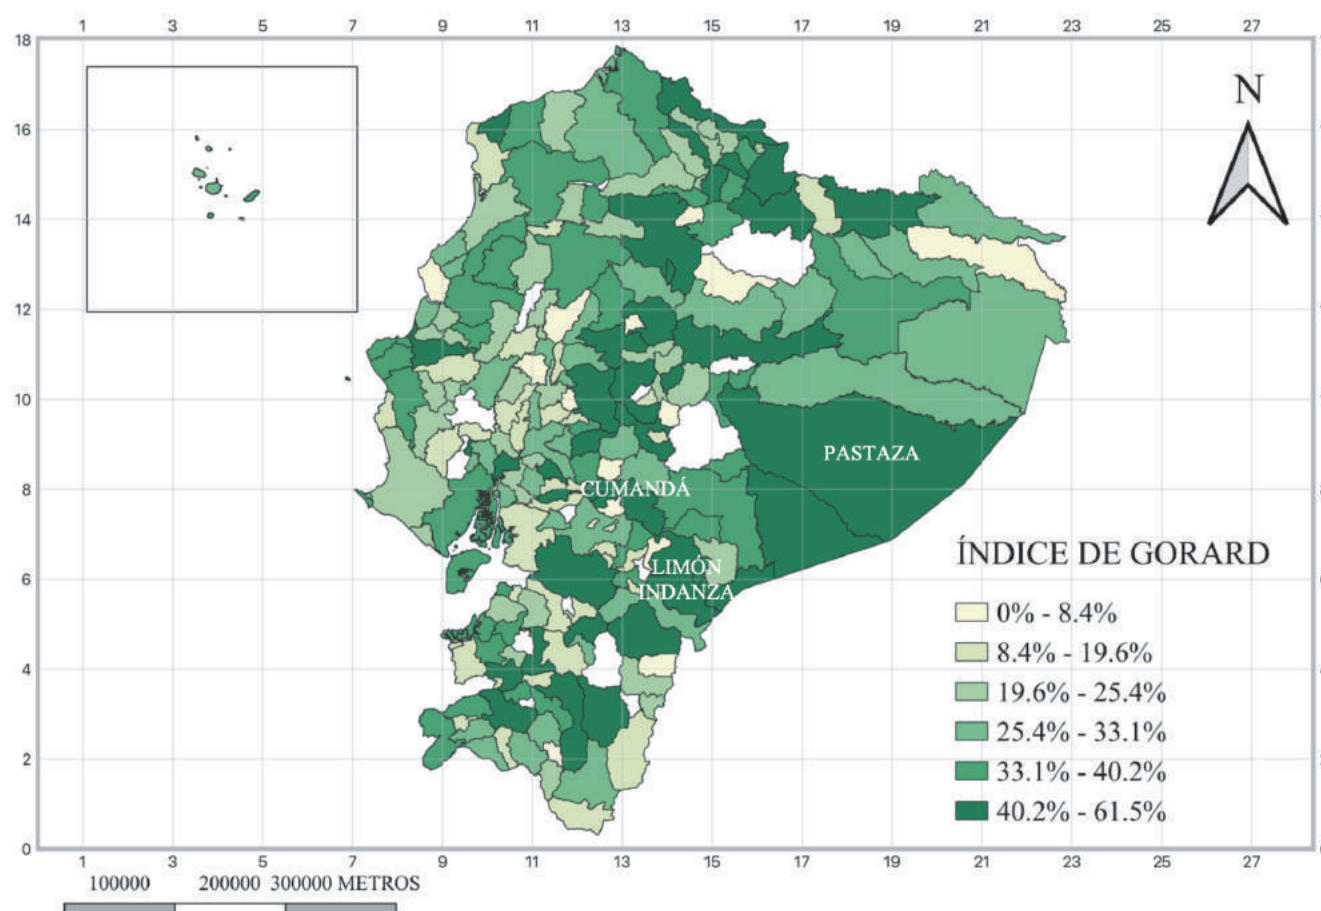 1 3 5 7 9 11 13 15 17 19 21 23 25 27
18
16
14
12
10
8
6
4
2
0
N
PASTAZA
CUMANDÁ
LIMÓN
INDANZA
ÍNDICE DE GORARD
0% - 8.4%
8.4% - 19.6%
19.6% - 25.4%
25.4% - 33.1%
33.1% - 40.2%
40.2% - 61.5%
1 3 5 7 9 11 13 15 17 19 21 23 25 27
100000 200000 300000 METROS